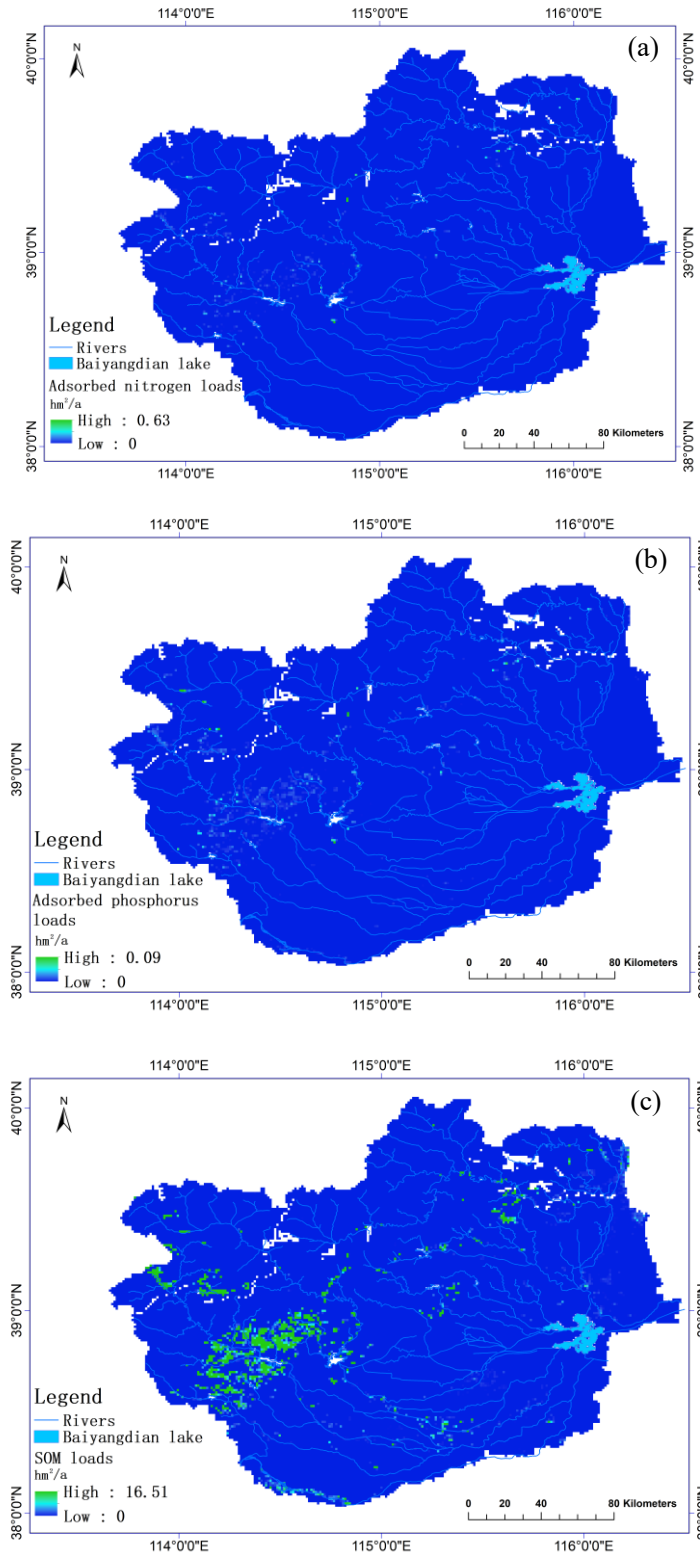 114°0'0"E 115°0'0"E 116°0'0"E
N
(a)
40°0'0"N
40°0'0"N
39°0'0"N
39°0'0"N
Legend
Rivers
Baiyangdian lake
Adsorbed nitrogen loads
hm²/a
High : 0.63
Low : 0
0 20 40 80 Kilometers
38°0'0"N
38°0'0"N
114°0'0"E 115°0'0"E 116°0'0"E
114°0'0"E 115°0'0"E 116°0'0"E
N
(b)
40°0'0"N
39°0'0"N
Legend
Rivers
Baiyangdian lake
Adsorbed phosphorus
loads
hm²/a
High : 0.09
Low : 0
0 20 40 80 Kilometers
38°0'0"N
114°0'0"E 115°0'0"E 116°0'0"E
114°0'0"E 115°0'0"E 116°0'0"E
N
(c)
40°0'0"N
39°0'0"N
Legend
Rivers
Baiyangdian lake
SOM loads
hm²/a
High : 16.51
Low : 0
0 20 40 80 Kilometers
38°0'0"N
114°0'0"E 115°0'0"E 116°0'0"E